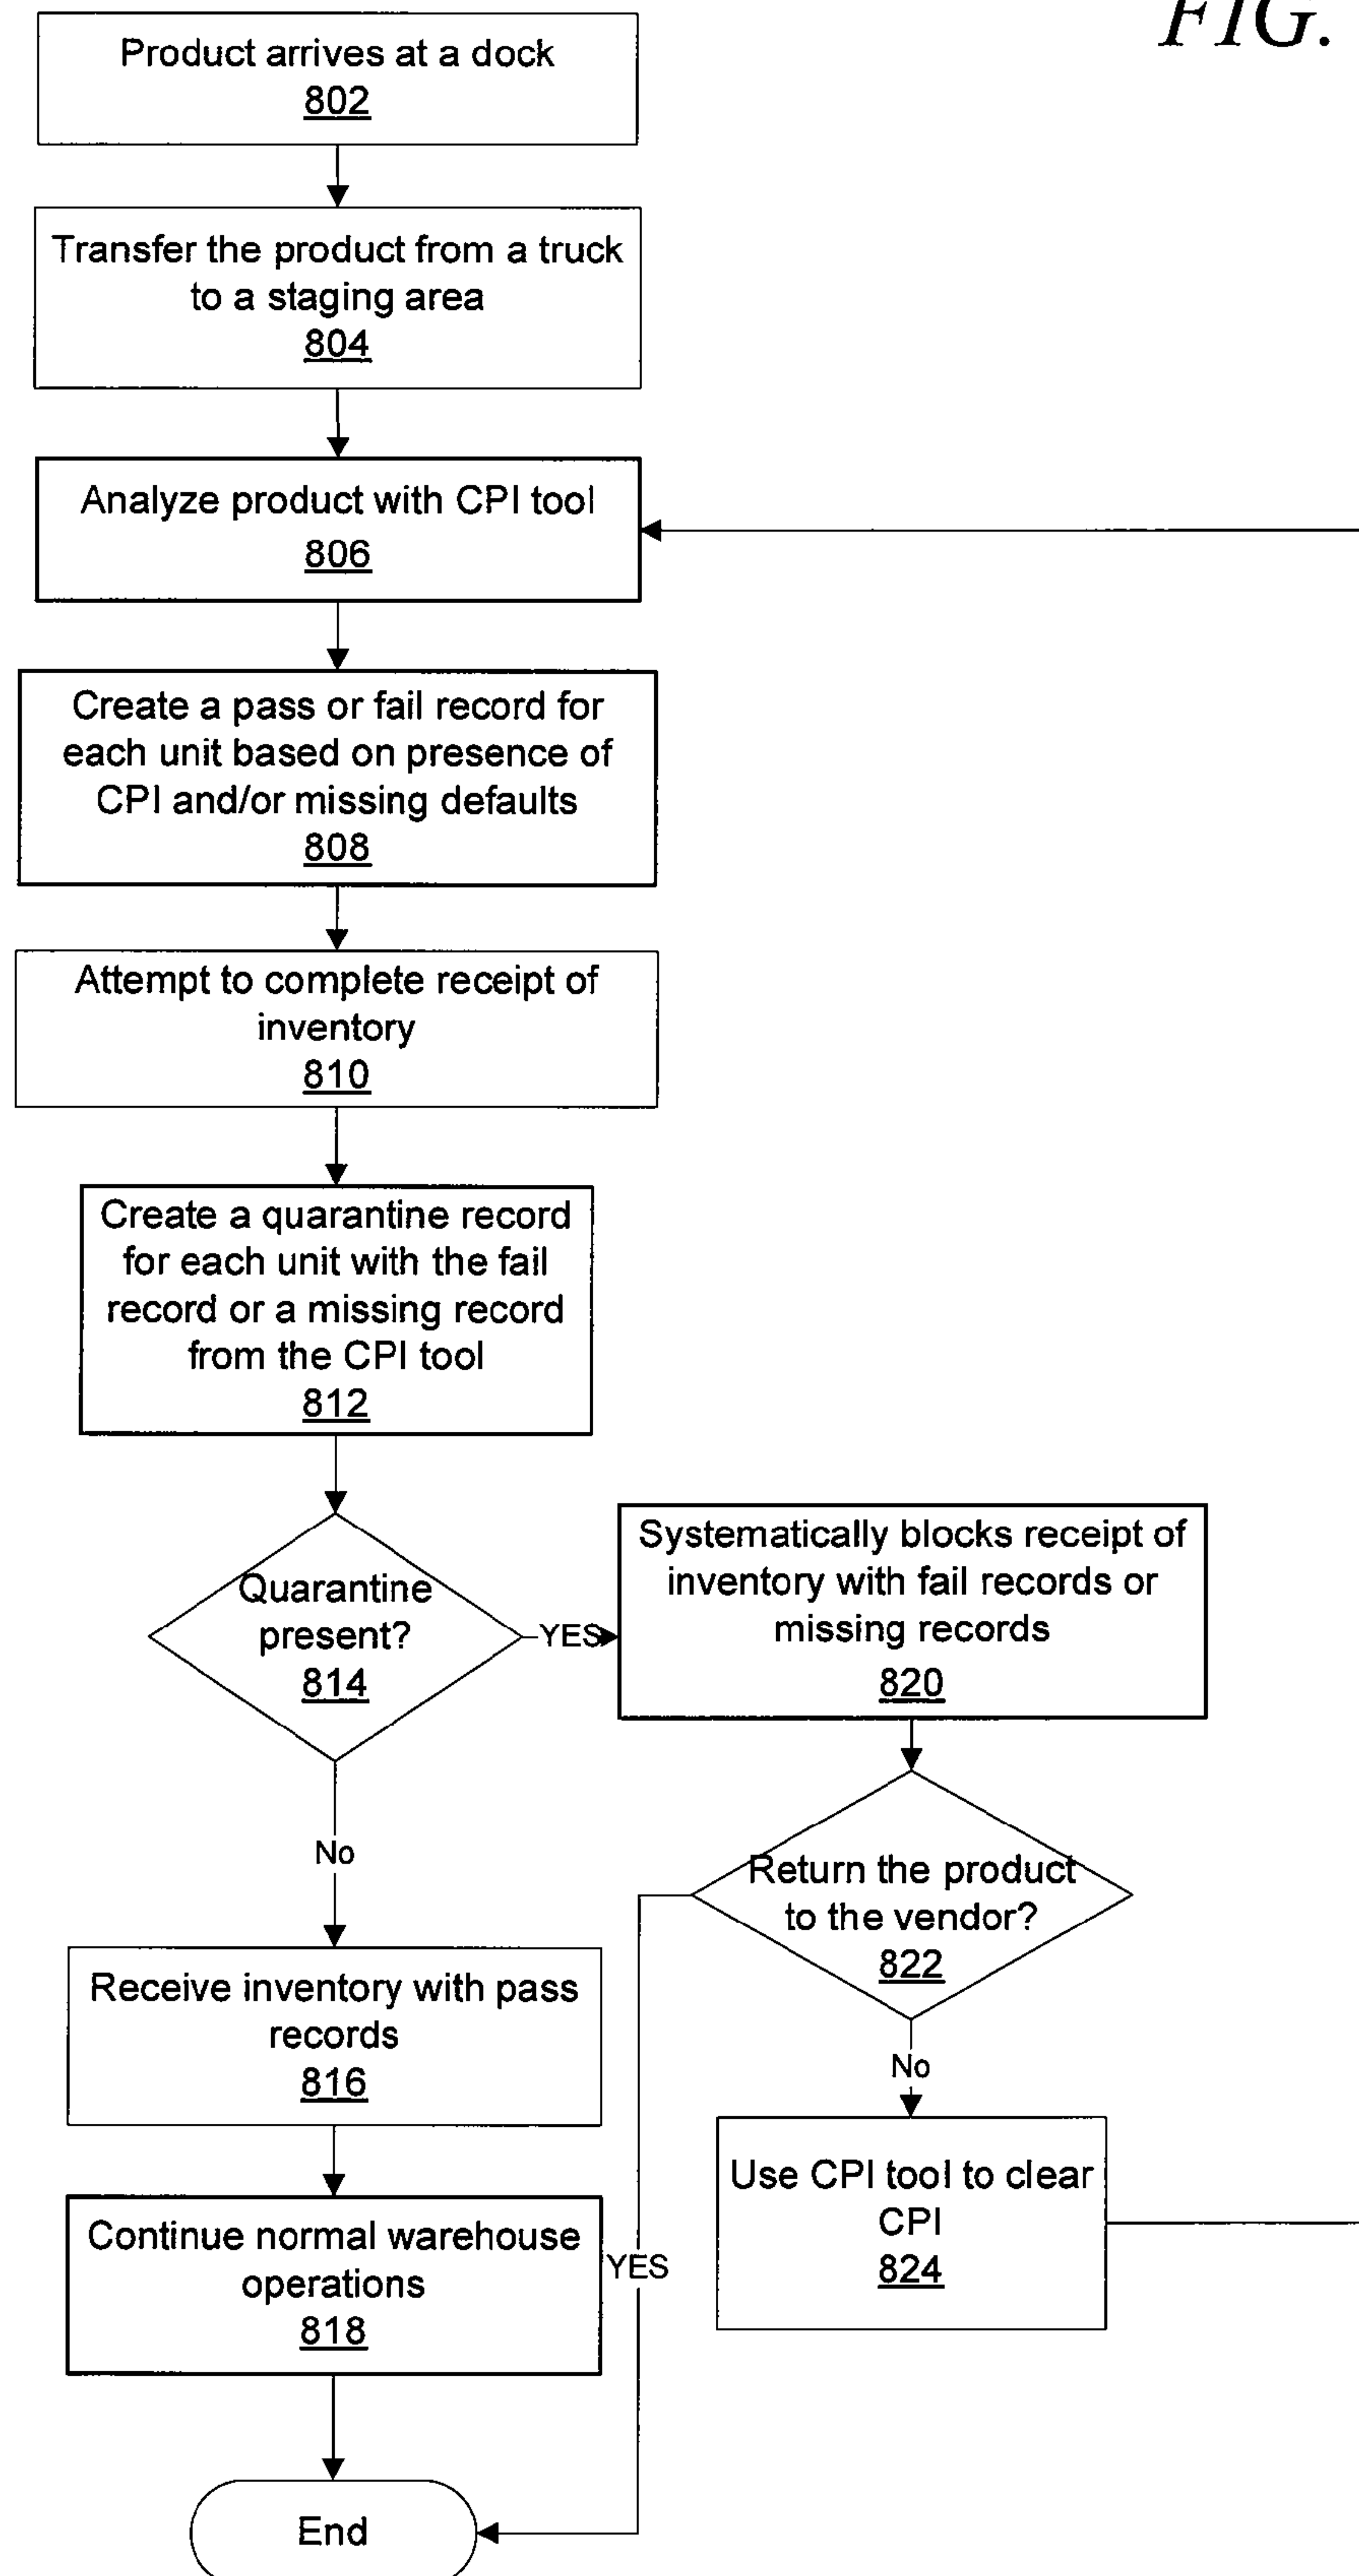 FIG.
Product arrives at a dock
802
Transfer the product from a truck
to a staging area
804
Analyze product with CPI tool
806
Create a pass or fail record for
each unit based on presence of
CPI and/or missing defaults
808
Attempt to complete receipt of
inventory
810
Create a quarantine record
for each unit with the fail
record or a missing record
from the CPI tool
812
Quarantine
present?
814
YES
Systematically blocks receipt of
inventory with fail records or
missing records
820
No
Return the product
to the vendor?
822
No
Receive inventory with pass
records
816
Use CPI tool to clear
CPI
824
Continue normal warehouse
operations
818
YES
End